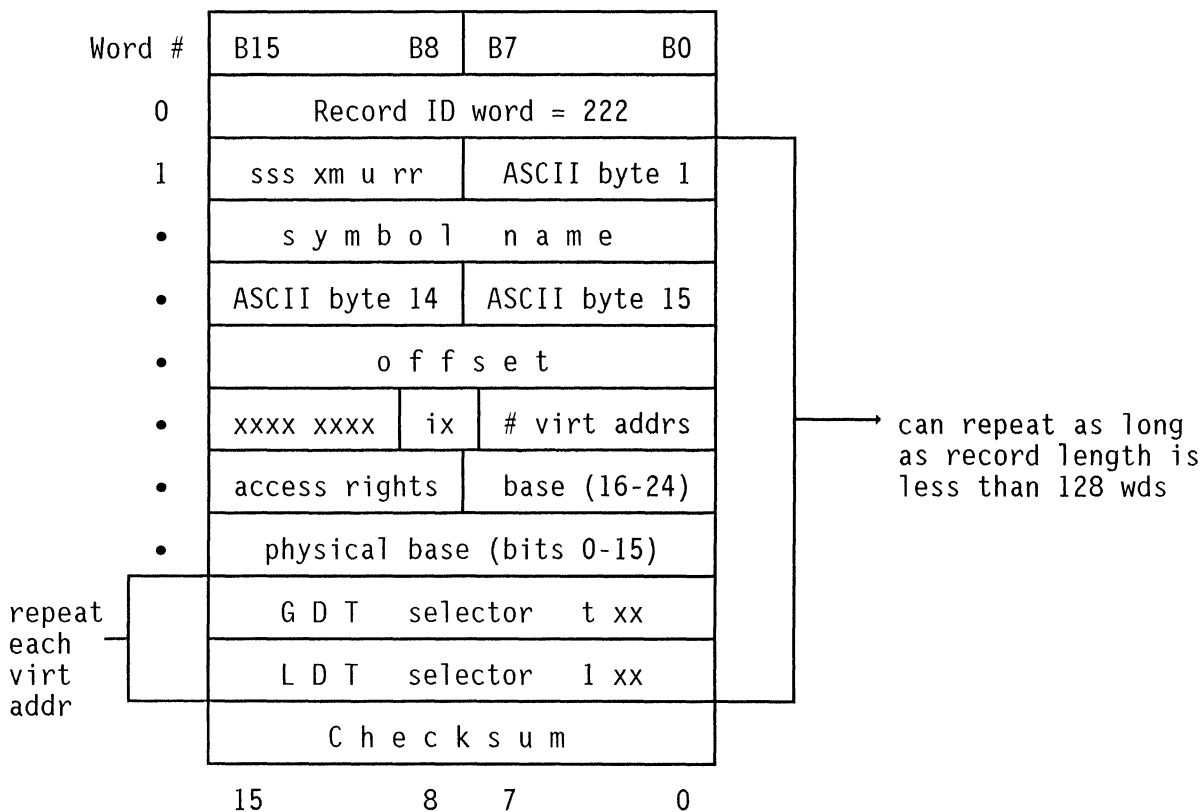 Word # B15 B8 B7 B0
0 Record ID word = 222
1 sss xm u rr ASCII byte 1
• s y m b o l n a m e
• ASCII byte 14 ASCII byte 15
• o f f s e t
• xxxx xxxx ix # virt addrs
• access rights base (16-24)
• physical base (bits 0-15)
can repeat as long
as record length is
less than 128 wds
repeat
each
virt
addr
G D T selector t xx
L D T selector l xx
C h e c k s u m
15 8 7 0